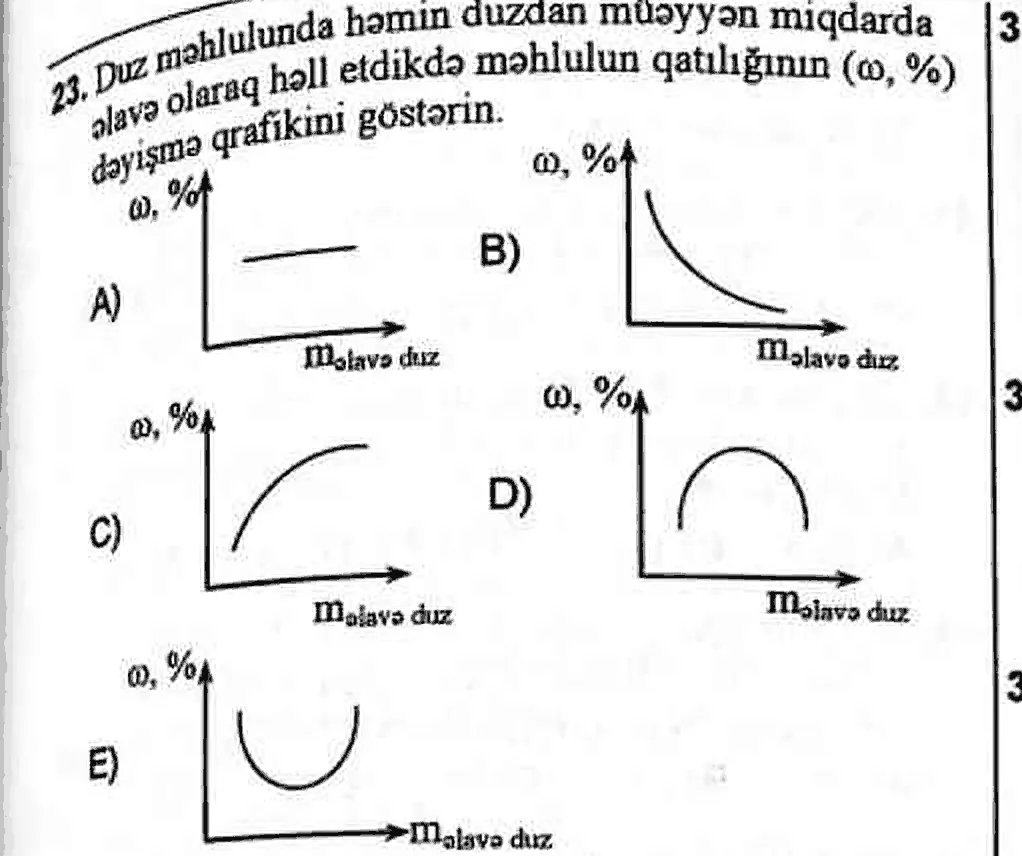 23. Duz məhlulunda həmin duzdan müəyyən miqdarda
əlavə olaraq həll etdikdə məhlulun qatılığının (ω, %)
dəyişmə qrafikini göstərin.
ω, %
A)
məlavə duz
ω, %
B)
məlavə duz
ω, %
C)
məlavə duz
ω, %
D)
məlavə duz
ω, %
E)
məlavə duz
3
3
3